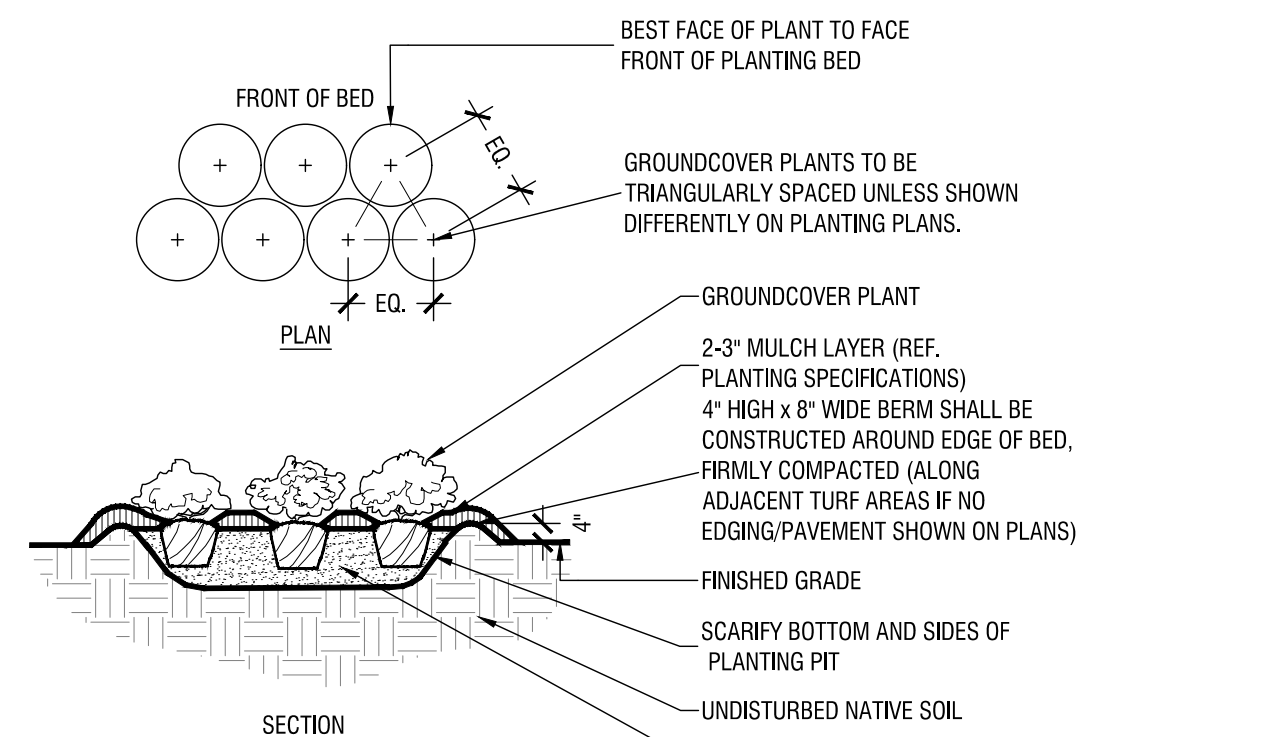 BEST FACE OF PLANT TO FACE
FRONT OF PLANTING BED
FRONT OF BED
EQ.
GROUNDCOVER PLANTS TO BE
TRIANGULARLY SPACED UNLESS SHOWN
DIFFERENTLY ON PLANTING PLANS.
EQ.
PLAN
GROUNDCOVER PLANT
2-3" MULCH LAYER (REF.
PLANTING SPECIFICATIONS)
4" HIGH x 8" WIDE BERM SHALL BE
CONSTRUCTED AROUND EDGE OF BED,
FIRMLY COMPACTED (ALONG
ADJACENT TURF AREAS IF NO
EDGING/PAVEMENT SHOWN ON PLANS)
4"
FINISHED GRADE
SCARIFY BOTTOM AND SIDES OF
PLANTING PIT
UNDISTURBED NATIVE SOIL
SECTION